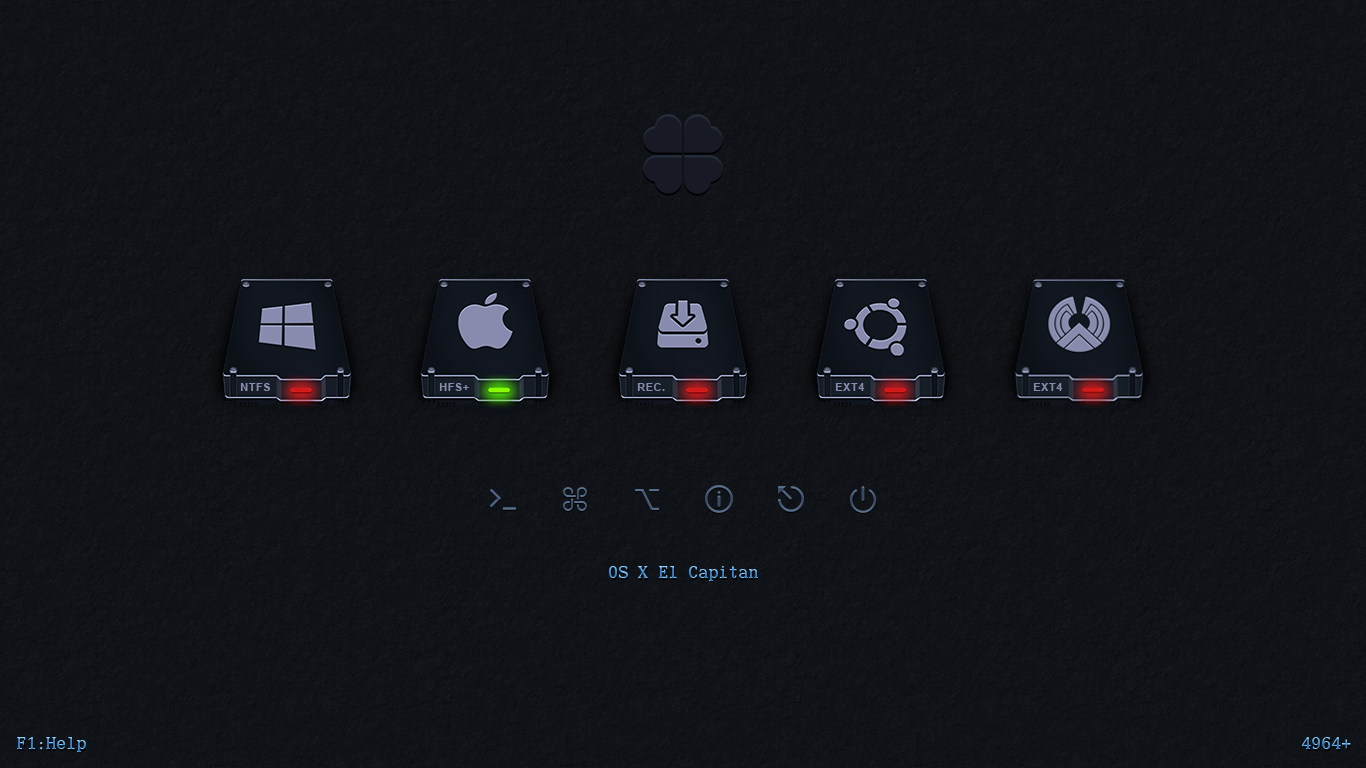 NTFS
HFS+
REC.
EXT4
EXT4
OS X El Capitan
F1:Help
4964+